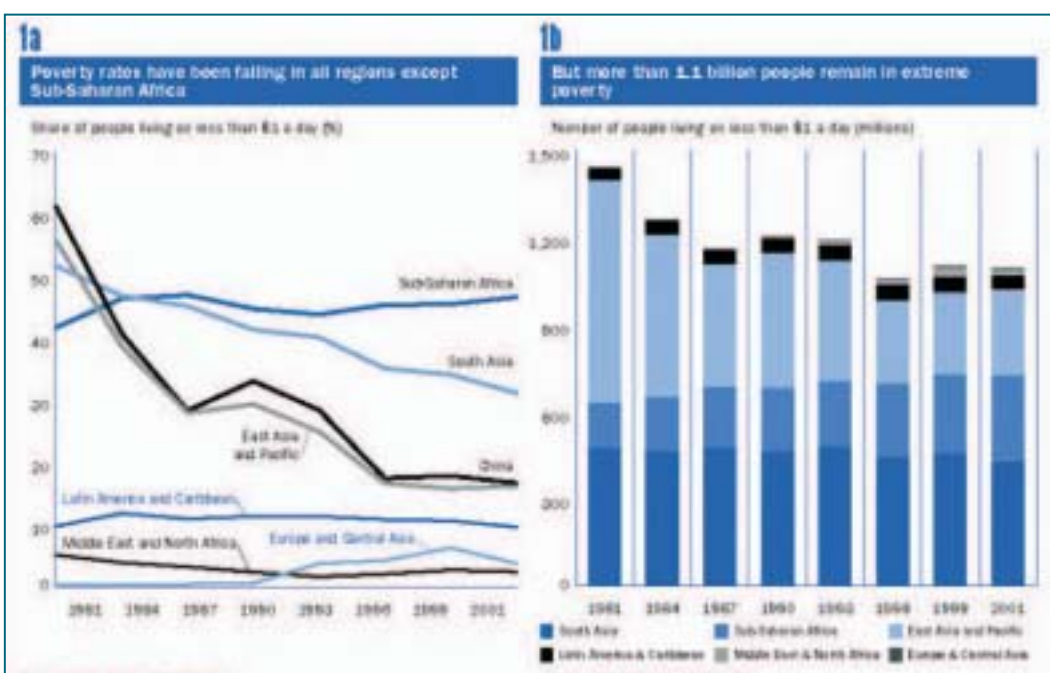 1a
Poverty rates have been falling in all regions except
Sub-Saharan Africa
Share of people living on less than $1 a day (%)
70
60
50
40
30
20
10
0
Sub-Saharan Africa
South Asia
East Asia
and Pacific
China
Latin America and Caribbean
Middle East and North Africa
Europe and Central Asia
1981 1984 1987 1990 1993 1996 1999 2001
1b
But more than 1.1 billion people remain in extreme
poverty
Number of people living on less than $1 a day (millions)
1,500
1,200
900
600
300
0
1981 1984 1987 1990 1993 1996 1999 2001
South Asia Sub-Saharan Africa East Asia and Pacific
Latin America & Caribbean Middle East & North Africa Europe & Central Asia